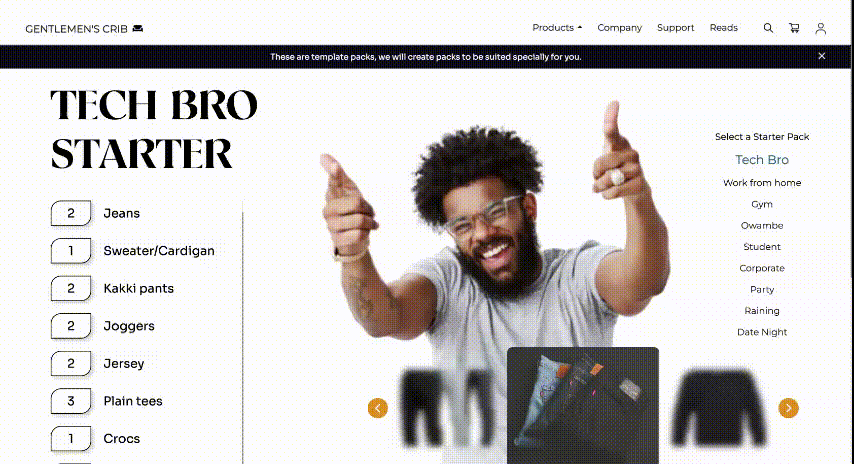 GENTLEMEN'S CRIB
Products
Company
Support
Reads
These are template packs, we will create packs to be suited specially for you.
TECH BRO
STARTER
2 Jeans
1 Sweater/Cardigan
2 Kakki pants
2 Joggers
2 Jersey
3 Plain tees
1 Crocs
Select a Starter Pack
Tech Bro
Work from home
Gym
Owambe
Student
Corporate
Party
Raining
Date Night